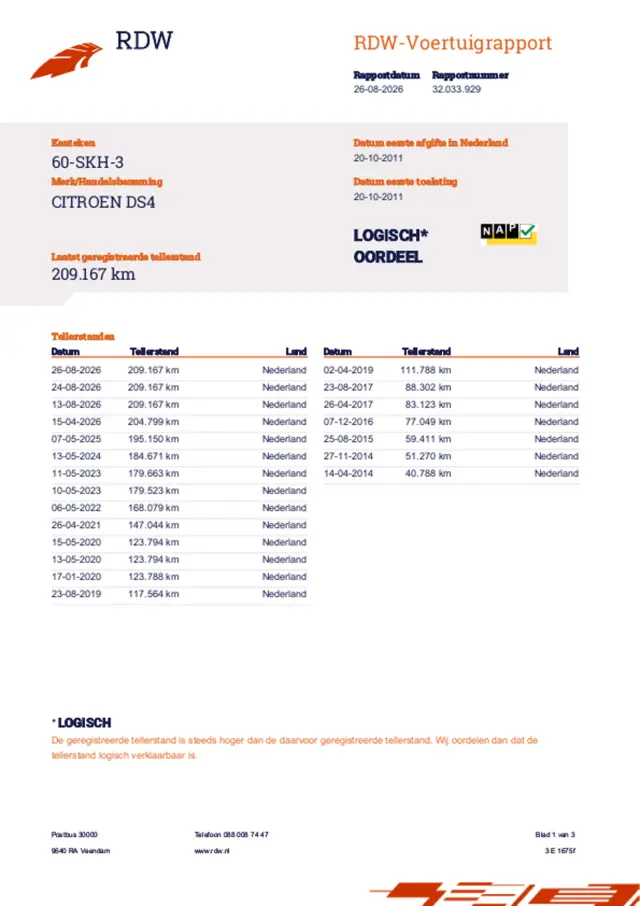 RDW
RDW-Voertuigrapport
Rapportdatum Rapportnummer
26-08-2026 32.033.929
Kenteken
60-SKH-3
Merk/Handelsbenaming
CITROEN DS4
Laatst geregistreerde tellerstand
209.167 km
Datum eerste afgifte in Nederland
20-10-2011
Datum eerste toelating
20-10-2011
LOGISCH*
OORDEEL
NAP
Tellerstanden
Datum Tellerstand Land
26-08-2026 209.167 km Nederland
24-08-2026 209.167 km Nederland
13-08-2026 209.167 km Nederland
15-04-2026 204.799 km Nederland
07-05-2025 195.150 km Nederland
13-05-2024 184.671 km Nederland
11-05-2023 179.663 km Nederland
10-05-2023 179.523 km Nederland
06-05-2022 168.079 km Nederland
26-04-2021 147.044 km Nederland
15-05-2020 123.794 km Nederland
13-05-2020 123.794 km Nederland
17-01-2020 123.788 km Nederland
23-08-2019 117.564 km Nederland
Datum Tellerstand Land
02-04-2019 111.788 km Nederland
23-08-2017 88.302 km Nederland
26-04-2017 83.123 km Nederland
07-12-2016 77.049 km Nederland
25-08-2015 59.411 km Nederland
27-11-2014 51.270 km Nederland
14-04-2014 40.788 km Nederland
* LOGISCH
De geregistreerde tellerstand is steeds hoger dan de daarvoor geregistreerde tellerstand. Wij oordelen dan dat de
tellerstand logisch verklaarbaar is.
Postbus 30000 Telefoon 088 008 74 47 Blad 1 van 3
9640 RA Veendam www.rdw.nl 3 E 1675f